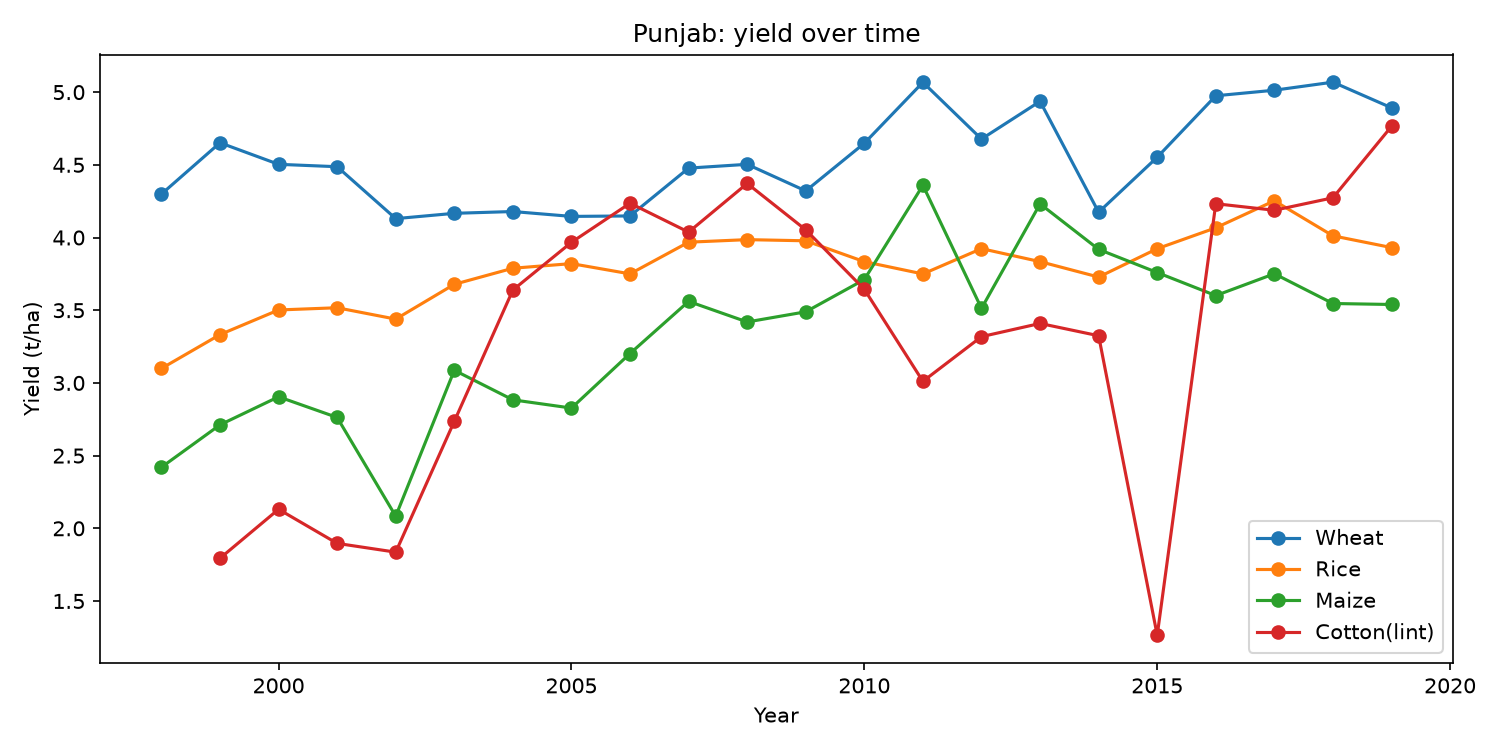 Punjab: yield over time
Yield (t/ha)
5.0
4.5
4.0
3.5
3.0
2.5
2.0
1.5
Wheat
Rice
Maize
Cotton(lint)
2000 2005 2010 2015 2020
Year